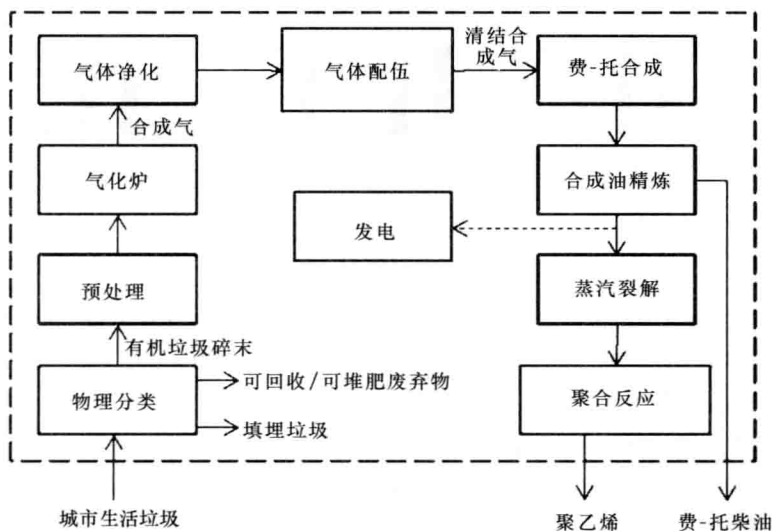 气体净化
气体配伍
清结合
成气
费-托合成
合成气
气化炉
合成油精炼
发电
预处理
蒸汽裂解
有机垃圾碎末
物理分类
可回收/可堆肥废弃物
填埋垃圾
聚合反应
城市生活垃圾
聚乙烯
费-托柴油